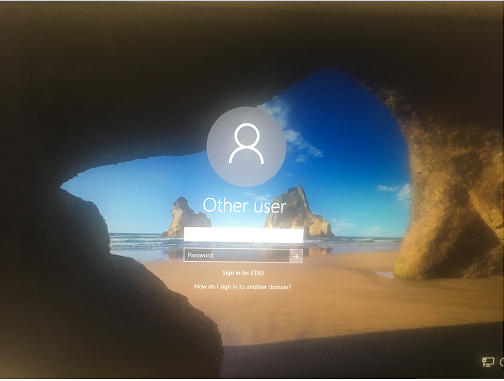 Other user
Password
Sign in to: ETSU
How do I sign in to another domain?